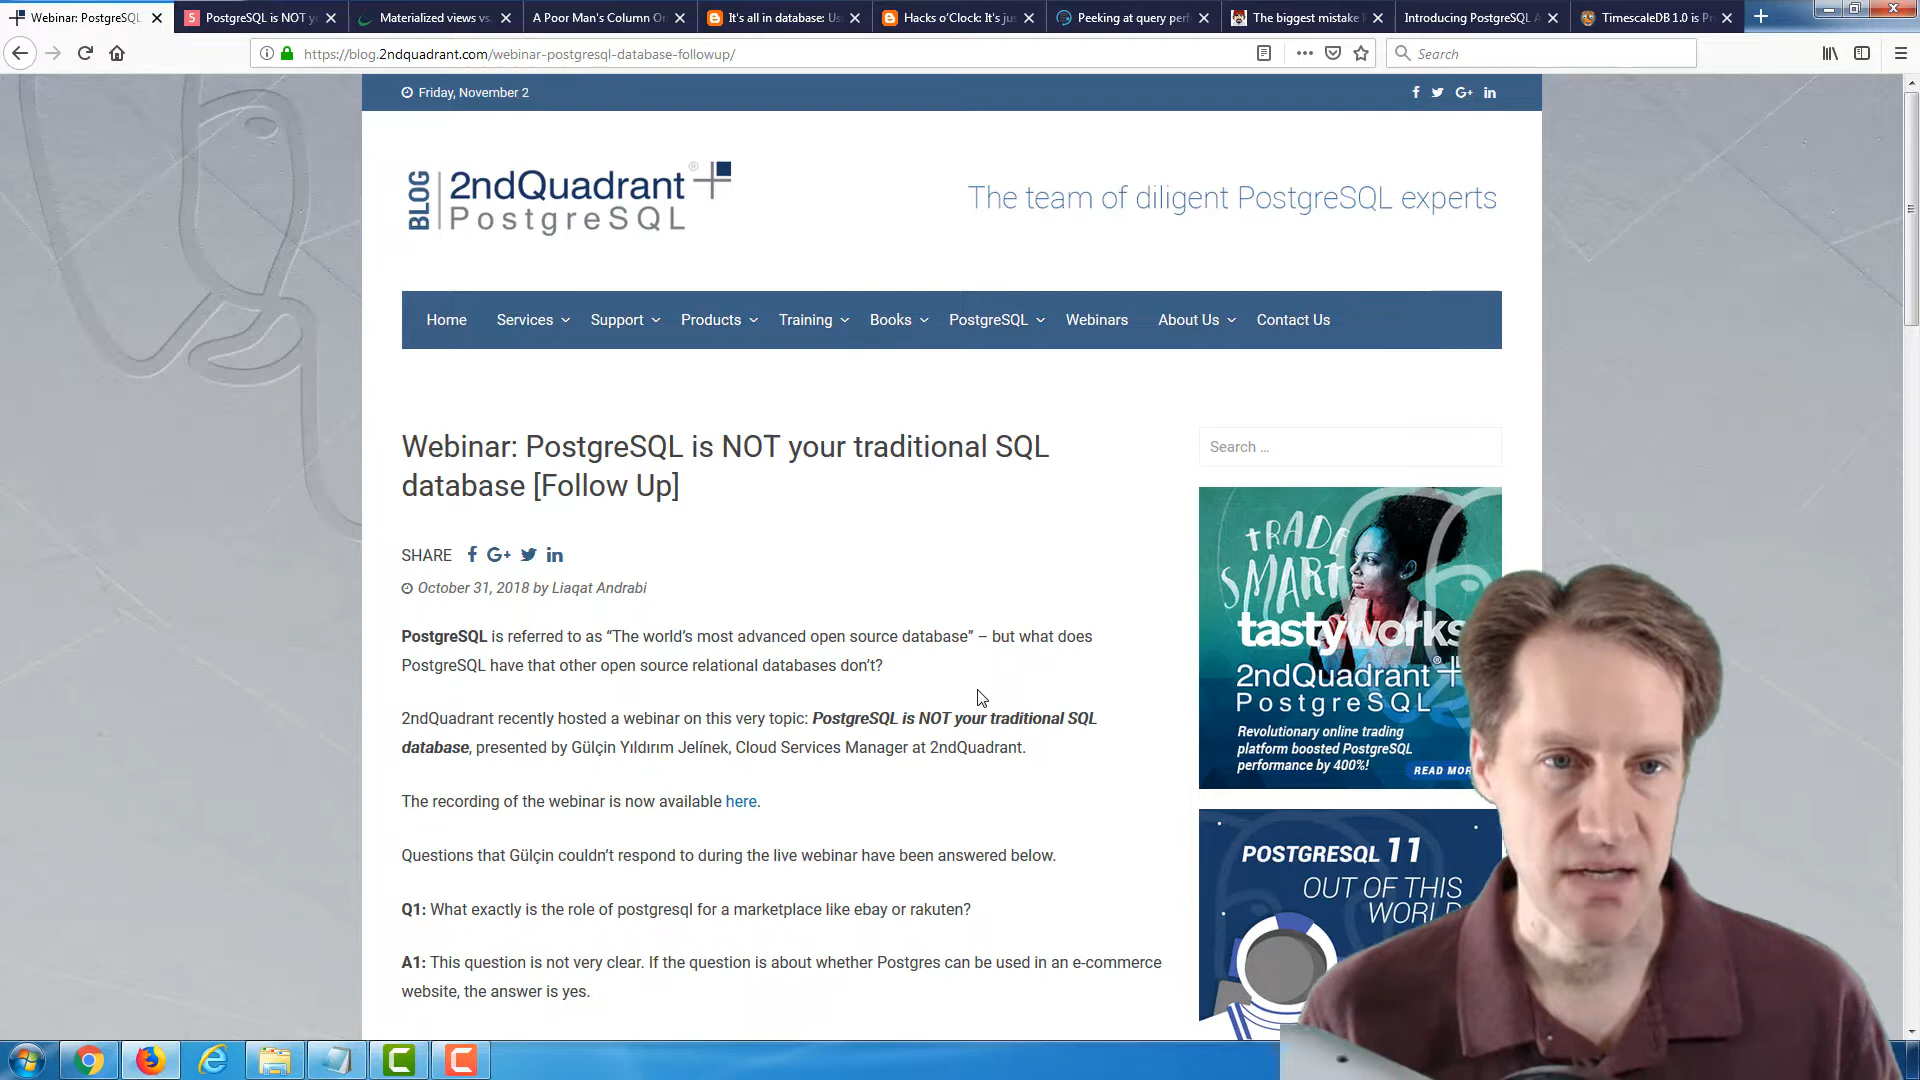 Webinar: PostgreSQL
PostgreSQL is NOT yo
Materialized views vs.
A Poor Man's Column Or
It's all in database: Us
Hacks o'Clock: It's jus
Peeking at query perf
The biggest mistake
Introducing PostgreSQL A
TimescaleDB 1.0 is Pr
https://blog.2ndquadrant.com/webinar-postgresql-database-followup/
Search
Friday, November 2
BLOG
2ndQuadrant®
PostgreSQL
The team of diligent PostgreSQL experts
Home
Services
Support
Products
Training
Books
PostgreSQL
Webinars
About Us
Contact Us
Webinar: PostgreSQL is NOT your traditional SQL
database [Follow Up]
Search …
SHARE
October 31, 2018 by Liaqat Andrabi
PostgreSQL is referred to as “The world’s most advanced open source database” – but what does
PostgreSQL have that other open source relational databases don’t?
2ndQuadrant recently hosted a webinar on this very topic: PostgreSQL is NOT your traditional SQL
database, presented by Gülçin Yıldırım Jelínek, Cloud Services Manager at 2ndQuadrant.
The recording of the webinar is now available here.
Questions that Gülçin couldn’t respond to during the live webinar have been answered below.
Q1: What exactly is the role of postgresql for a marketplace like ebay or rakuten?
A1: This question is not very clear. If the question is about whether Postgres can be used in an e-commerce
website, the answer is yes.
TRADE
SMART
tastyworks
2ndQuadrant®
PostgreSQL
Revolutionary online trading
platform boosted PostgreSQL
performance by 400%!
READ MOR
POSTGRESQL 11
OUT OF THIS
WORLD